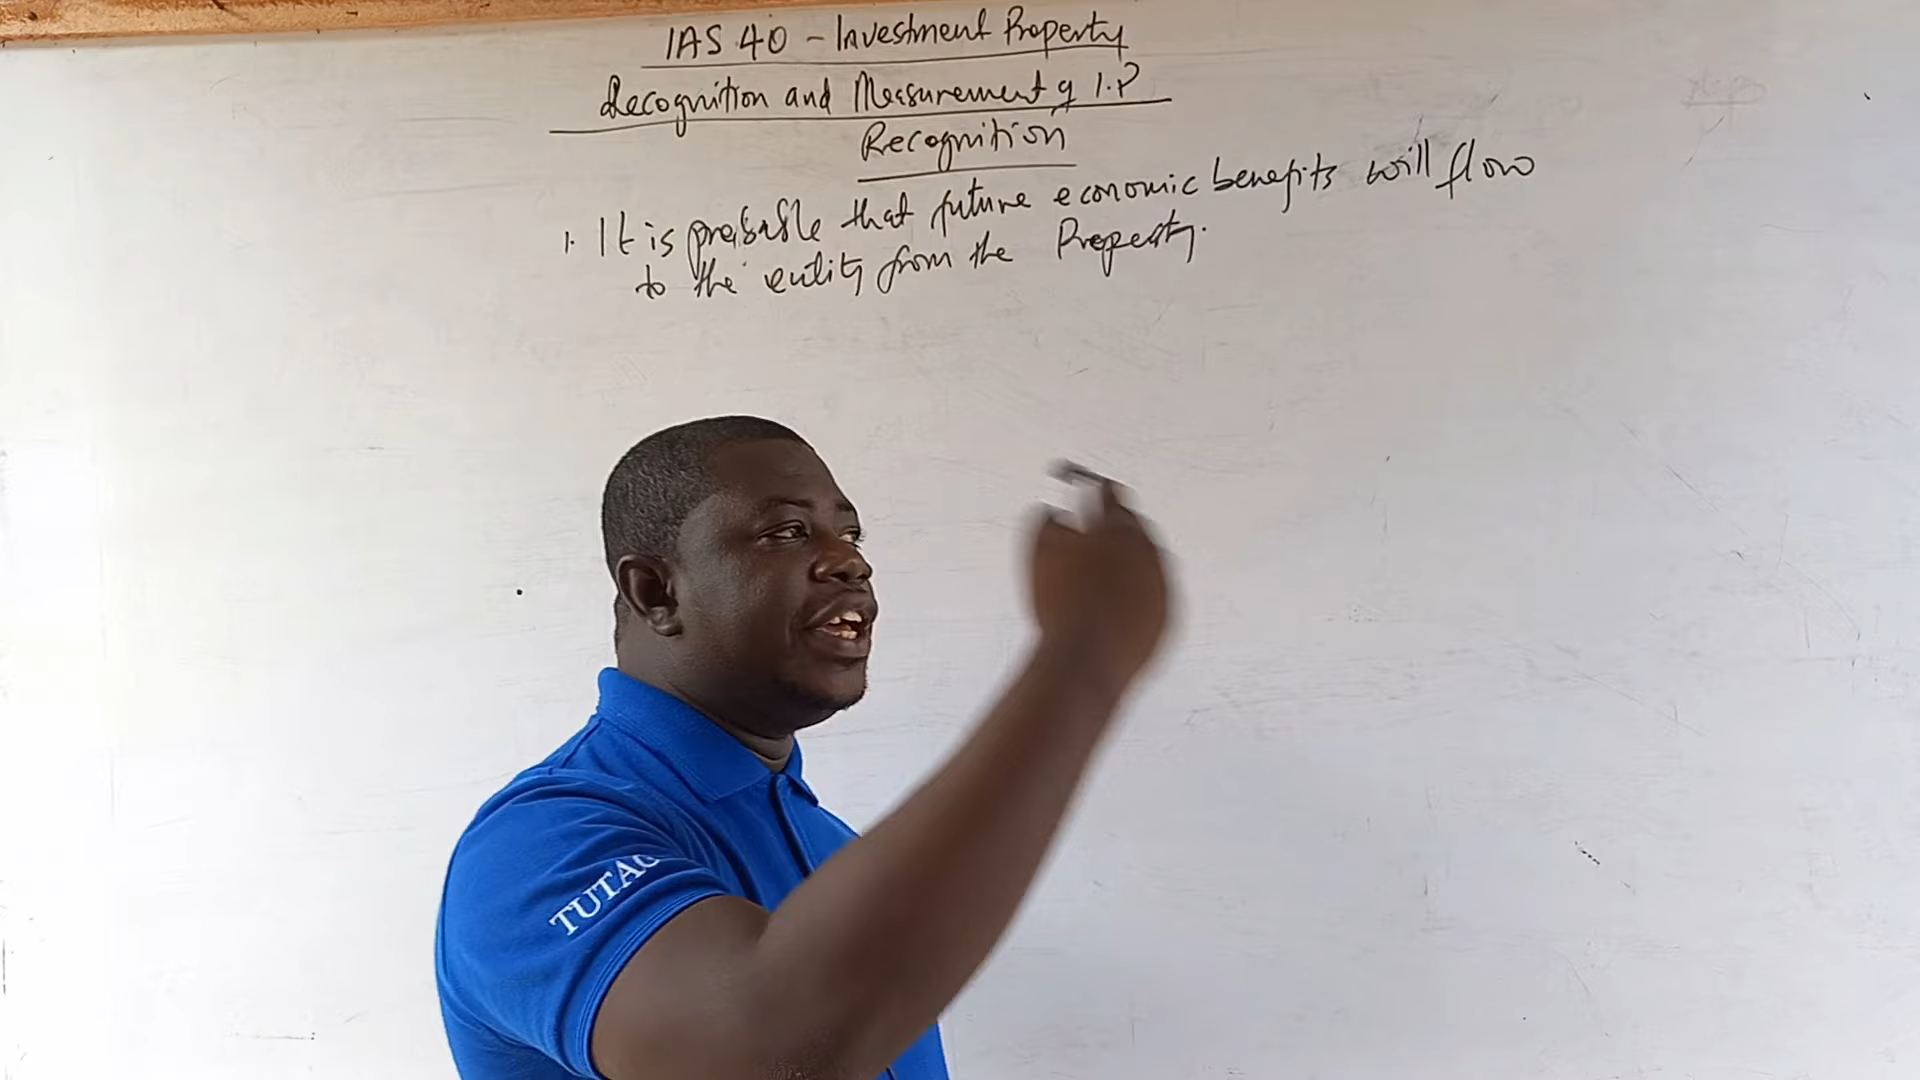 IAS 40 - Investment Property
Recognition and Measurement of I.P
Recognition
1. It is probable that future economic benefits will flow
to the entity from the Property.
TUTAG